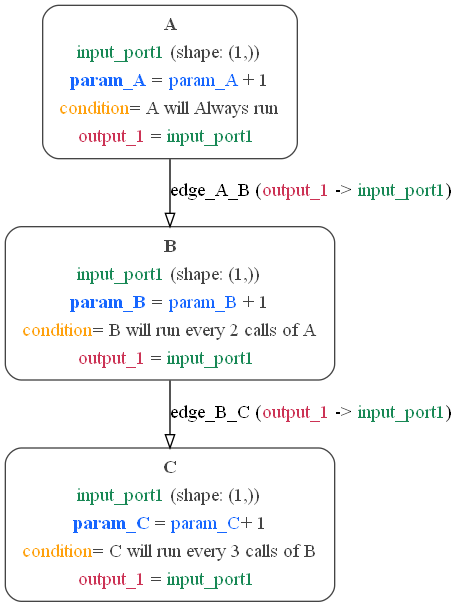 A
input_port1 (shape: (1,))
param_A = param_A + 1
condition= A will Always run
output_1 = input_port1
edge_A_B (output_1 -> input_port1)
B
input_port1 (shape: (1,))
param_B = param_B + 1
condition= B will run every 2 calls of A
output_1 = input_port1
edge_B_C (output_1 -> input_port1)
C
input_port1 (shape: (1,))
param_C = param_C+ 1
condition= C will run every 3 calls of B
output_1 = input_port1